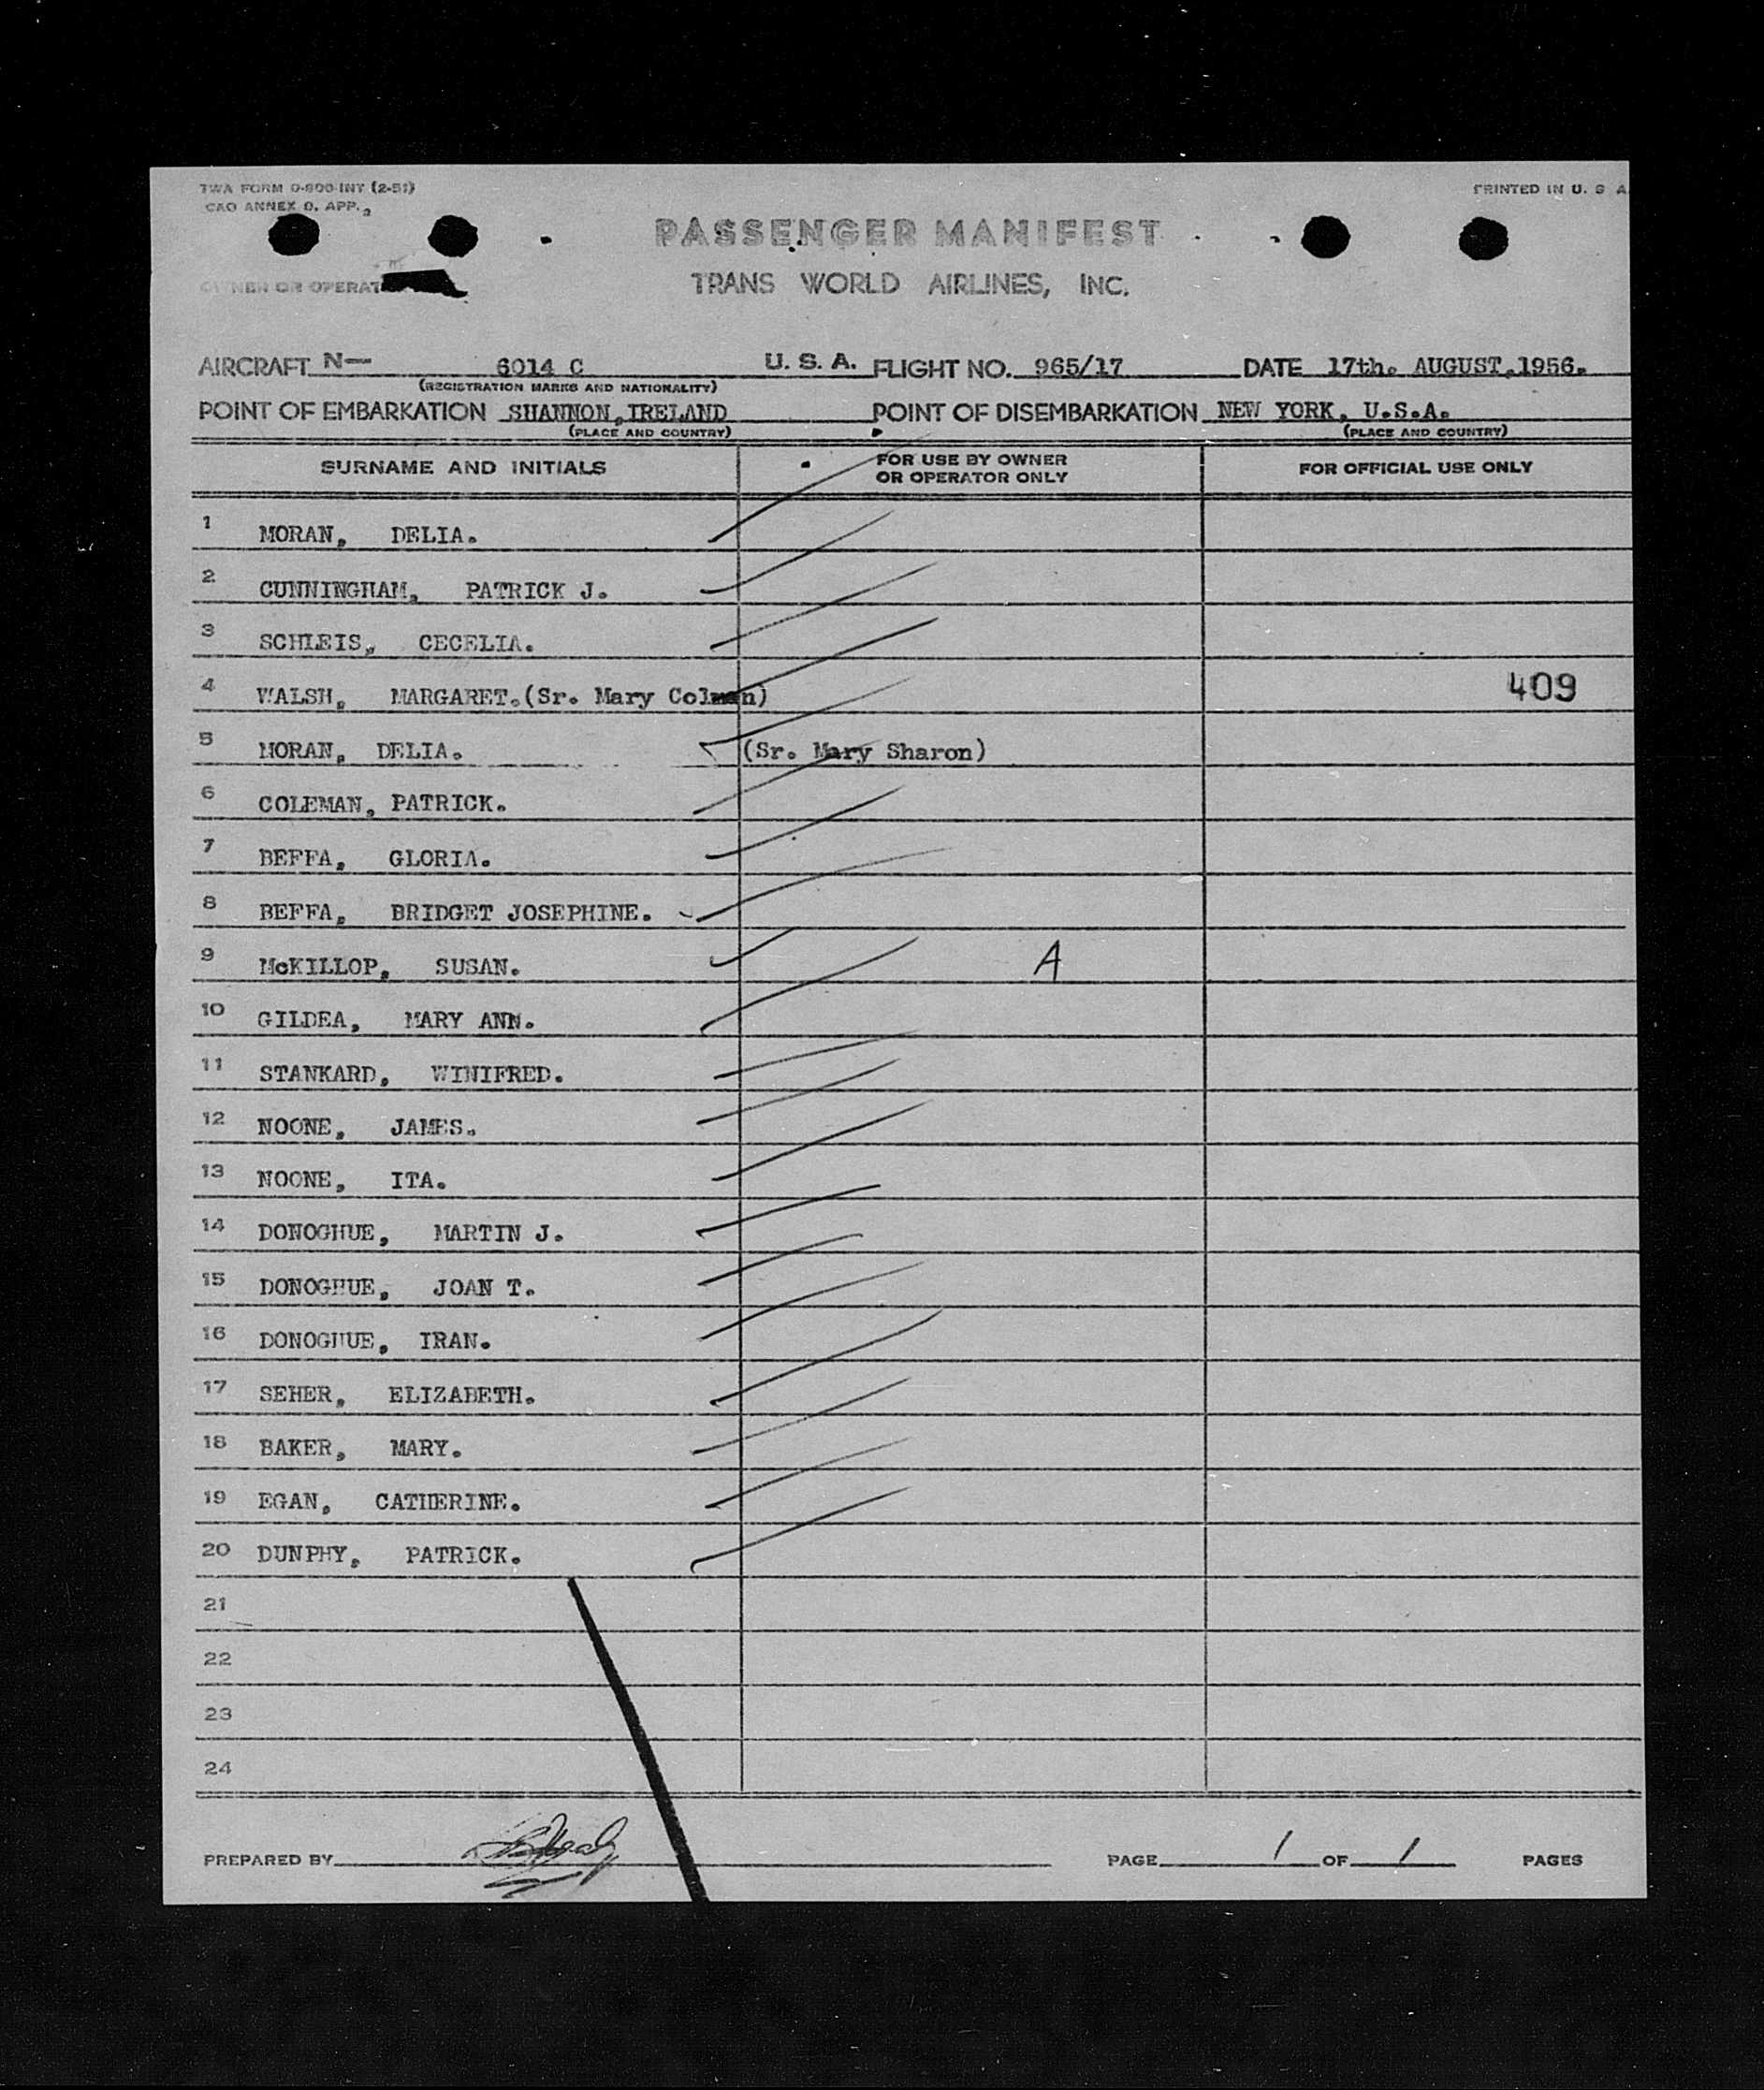 TWA FORM 0-800-INT (2-51)
PRINTED IN U. S A
CAO ANNEX 9, APP. 2
PASSENGER MANIFEST
OWNER OR OPERAT
TRANS WORLD AIRLINES, INC.
AIRCRAFT N— 6014 C U. S. A. FLIGHT NO. 965/17 DATE 17th. AUGUST,1956.
(REGISTRATION MARKS AND NATIONALITY)
POINT OF EMBARKATION SHANNON,IRELAND POINT OF DISEMBARKATION NEW YORK, U.S.A.
(PLACE AND COUNTRY) (PLACE AND COUNTRY)
SURNAME AND INITIALS FOR USE BY OWNER OR OPERATOR ONLY FOR OFFICIAL USE ONLY
1 MORAN, DELIA.
2 CUNNINGHAM, PATRICK J.
3 SCHLEIS, CECELIA.
4 WALSH, MARGARET.(Sr. Mary Colman) 409
5 MORAN, DELIA. (Sr. Mary Sharon)
6 COLEMAN, PATRICK.
7 BEFFA, GLORIA.
8 BEFFA, BRIDGET JOSEPHINE.
9 McKILLOP, SUSAN. A
10 GILDEA, MARY ANN.
11 STANKARD, WINIFRED.
12 NOONE, JAMES.
13 NOONE, ITA.
14 DONOGHUE, MARTIN J.
15 DONOGHUE, JOAN T.
16 DONOGHUE, IRAN.
17 SEHER, ELIZABETH.
18 BAKER, MARY.
19 EGAN, CATHERINE.
20 DUNPHY, PATRICK.
21
22
23
24
PREPARED BY PAGE 1 OF 1 PAGES